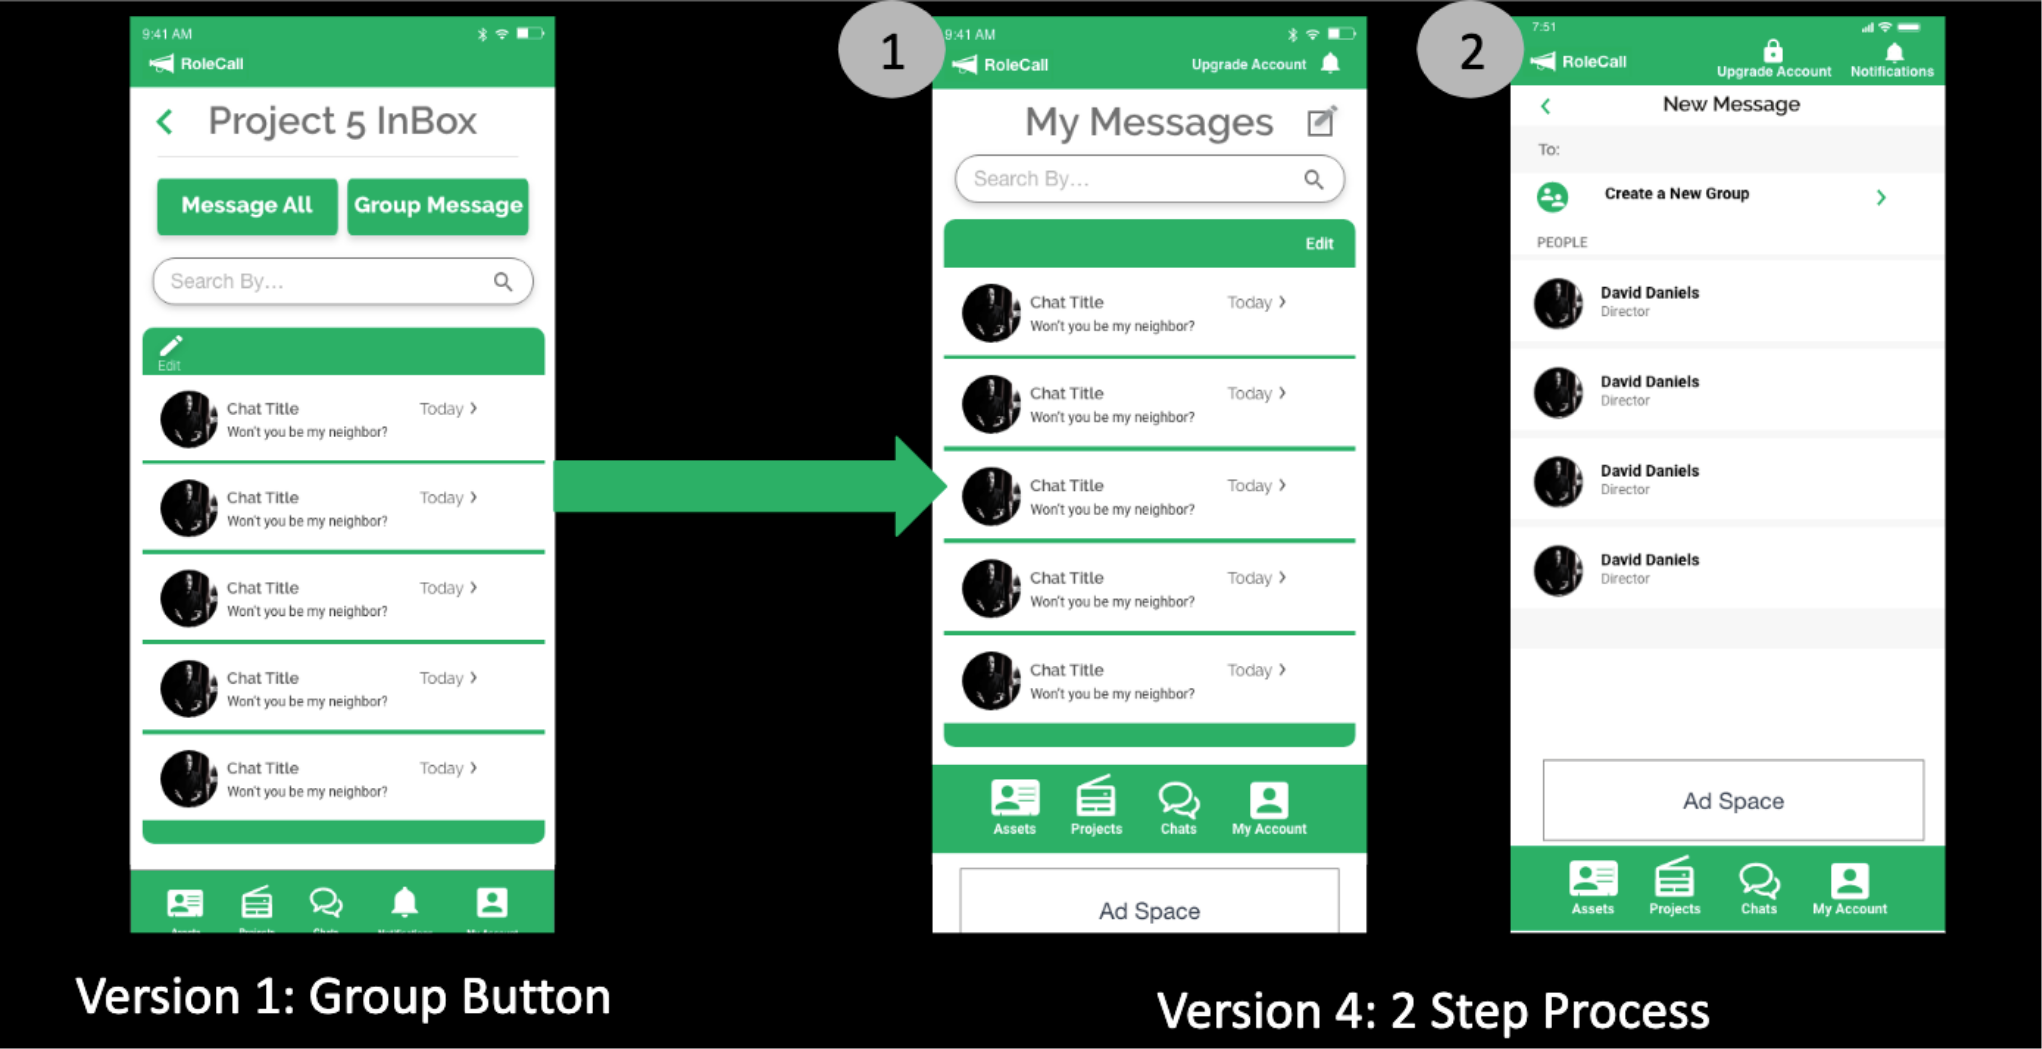 9:41 AM
RoleCall
Project 5 InBox
Message All
Group Message
Search By...
Edit
Chat Title
Today
Won't you be my neighbor?
Chat Title
Today
Won't you be my neighbor?
Chat Title
Today
Won't you be my neighbor?
Chat Title
Today
Won't you be my neighbor?
Chat Title
Today
Won't you be my neighbor?
Version 1: Group Button
1
9:41 AM
RoleCall
Upgrade Account
My Messages
Search By...
Edit
Chat Title
Today
Won't you be my neighbor?
Chat Title
Today
Won't you be my neighbor?
Chat Title
Today
Won't you be my neighbor?
Chat Title
Today
Won't you be my neighbor?
Chat Title
Today
Won't you be my neighbor?
Assets
Projects
Chats
My Account
Ad Space
2
7:51
RoleCall
Upgrade Account
Notifications
New Message
To:
Create a New Group
PEOPLE
David Daniels
Director
David Daniels
Director
David Daniels
Director
David Daniels
Director
Ad Space
Assets
Projects
Chats
My Account
Version 4: 2 Step Process